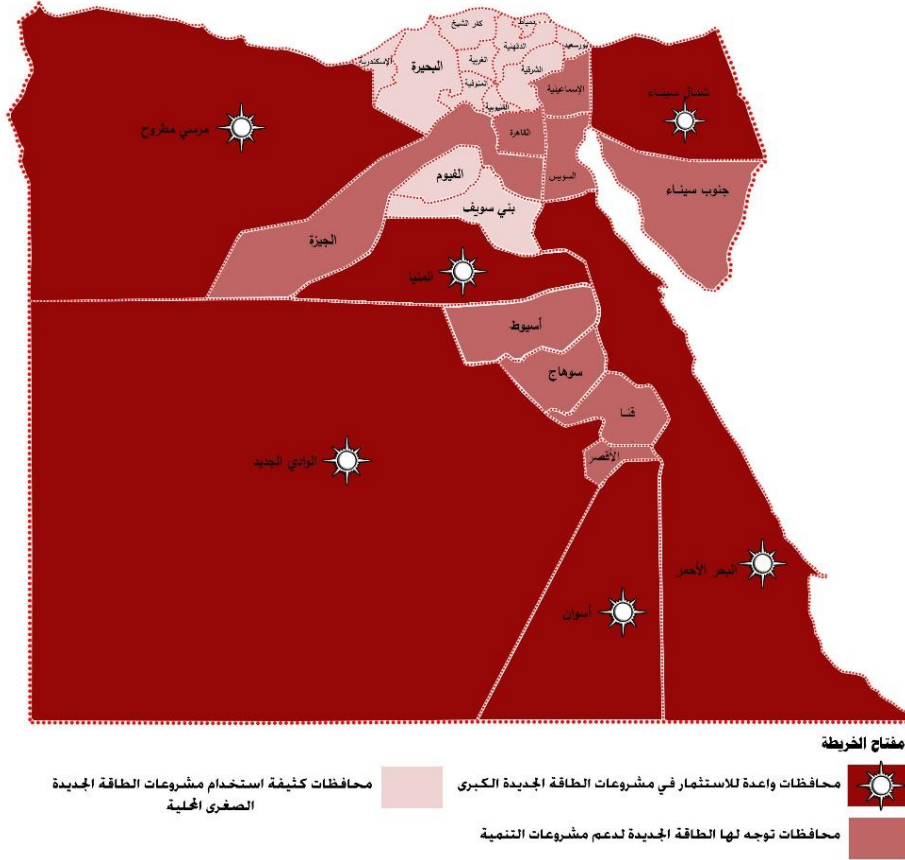 دمياط
كفر الشيخ
بورسعيد
الدقهلية
الإسكندرية
البحيرة
الغربية
الشرقية
المنوفية
الإسماعيلية
القليوبية
شمال سيناء
مرسي مطروح
القاهرة
السويس
الفيوم
جنوب سيناء
بني سويف
الجيزة
المنيا
أسيوط
سوهاج
قنا
الأقصر
الوادي الجديد
البحر الأحمر
أسوان
مفتاح الخريطة
محافظات واعدة للاستثمار في مشروعات الطاقة الجديدة الكبرى
محافظات كثيفة استخدام مشروعات الطاقة الجديدة
الصغرى المحلية
محافظات توجه لها الطاقة الجديدة لدعم مشروعات التنمية